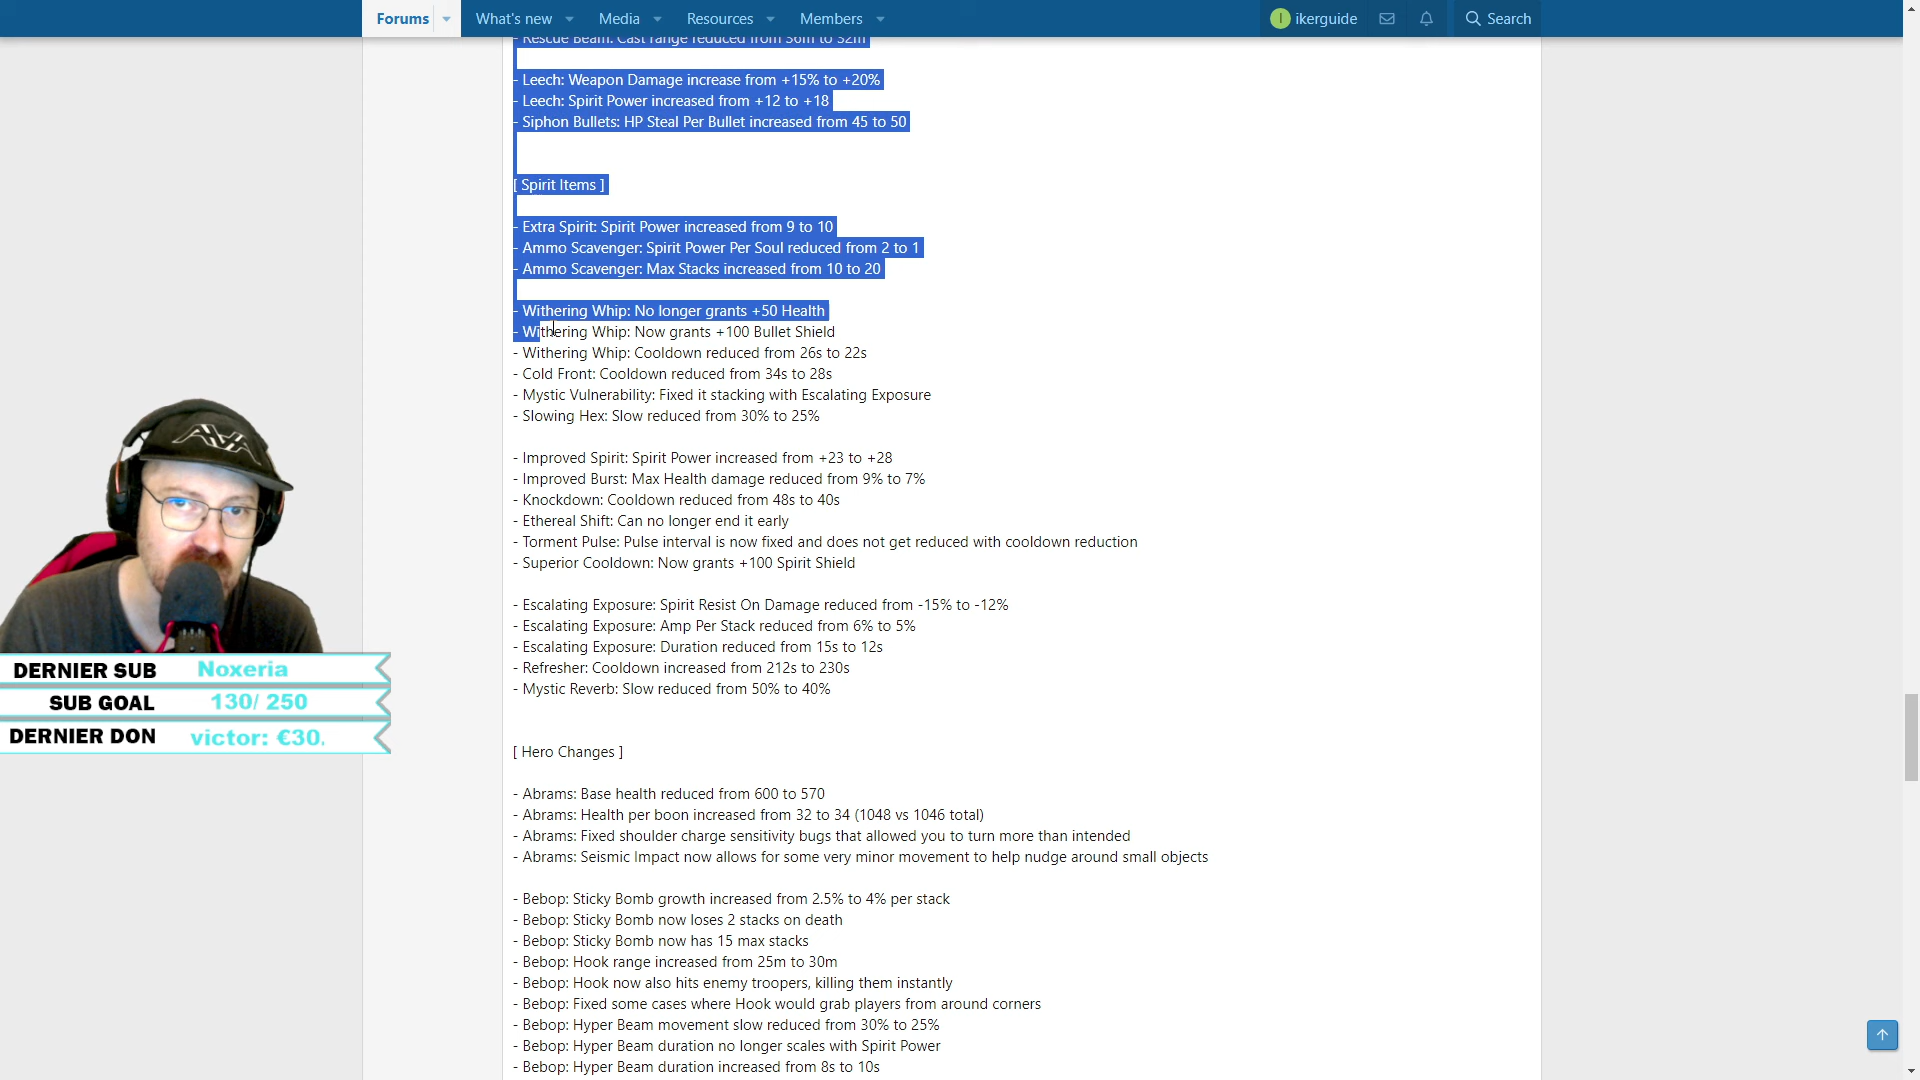 Forums
What's new
Media
Resources
Members
I
ikerguide
Search
- Rescue Beam: Cast range reduced from 36m to 32m
- Leech: Weapon Damage increase from +15% to +20%
- Leech: Spirit Power increased from +12 to +18
- Siphon Bullets: HP Steal Per Bullet increased from 45 to 50
[ Spirit Items ]
- Extra Spirit: Spirit Power increased from 9 to 10
- Ammo Scavenger: Spirit Power Per Soul reduced from 2 to 1
- Ammo Scavenger: Max Stacks increased from 10 to 20
- Withering Whip: No longer grants +50 Health
- Withering Whip: Now grants +100 Bullet Shield
- Withering Whip: Cooldown reduced from 26s to 22s
- Cold Front: Cooldown reduced from 34s to 28s
- Mystic Vulnerability: Fixed it stacking with Escalating Exposure
- Slowing Hex: Slow reduced from 30% to 25%
- Improved Spirit: Spirit Power increased from +23 to +28
- Improved Burst: Max Health damage reduced from 9% to 7%
- Knockdown: Cooldown reduced from 48s to 40s
- Ethereal Shift: Can no longer end it early
- Torment Pulse: Pulse interval is now fixed and does not get reduced with cooldown reduction
- Superior Cooldown: Now grants +100 Spirit Shield
- Escalating Exposure: Spirit Resist On Damage reduced from -15% to -12%
- Escalating Exposure: Amp Per Stack reduced from 6% to 5%
- Escalating Exposure: Duration reduced from 15s to 12s
- Refresher: Cooldown increased from 212s to 230s
- Mystic Reverb: Slow reduced from 50% to 40%
[ Hero Changes ]
- Abrams: Base health reduced from 600 to 570
- Abrams: Health per boon increased from 32 to 34 (1048 vs 1046 total)
- Abrams: Fixed shoulder charge sensitivity bugs that allowed you to turn more than intended
- Abrams: Seismic Impact now allows for some very minor movement to help nudge around small objects
- Bebop: Sticky Bomb growth increased from 2.5% to 4% per stack
- Bebop: Sticky Bomb now loses 2 stacks on death
- Bebop: Sticky Bomb now has 15 max stacks
- Bebop: Hook range increased from 25m to 30m
- Bebop: Hook now also hits enemy troopers, killing them instantly
- Bebop: Fixed some cases where Hook would grab players from around corners
- Bebop: Hyper Beam movement slow reduced from 30% to 25%
- Bebop: Hyper Beam duration no longer scales with Spirit Power
- Bebop: Hyper Beam duration increased from 8s to 10s
AVA
DERNIER SUB Noxeria
SUB GOAL 130/ 250
DERNIER DON victor: €30.